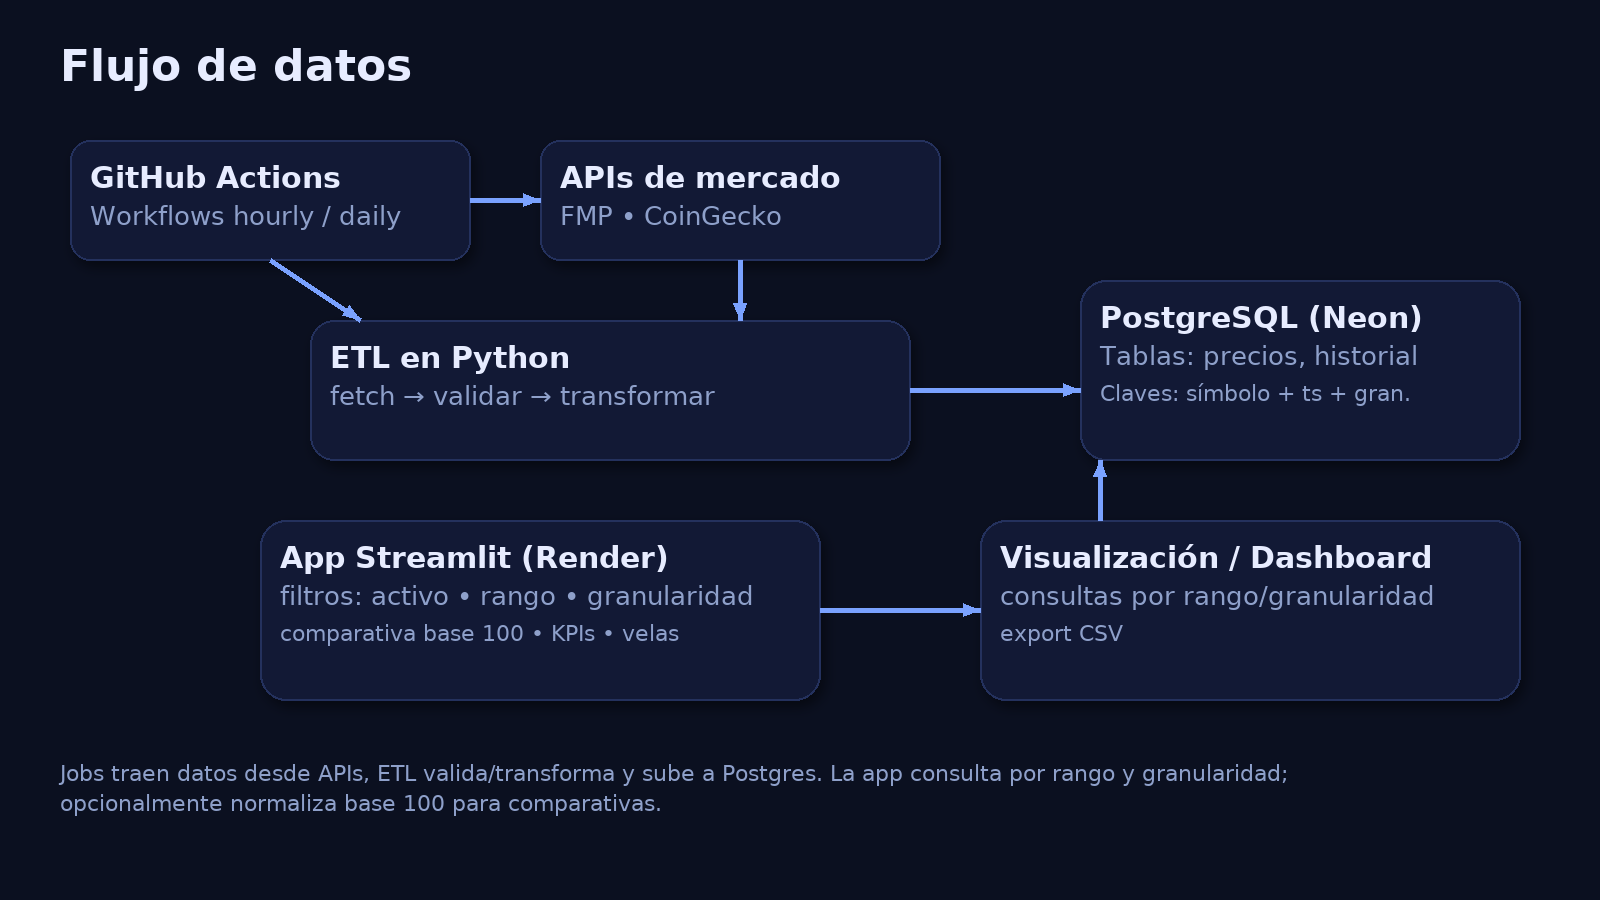 Flujo de datos
GitHub Actions
Workflows hourly / daily
APIs de mercado
FMP • CoinGecko
ETL en Python
fetch → validar → transformar
PostgreSQL (Neon)
Tablas: precios, historial
Claves: símbolo + ts + gran.
App Streamlit (Render)
filtros: activo • rango • granularidad
comparativa base 100 • KPIs • velas
Visualización / Dashboard
consultas por rango/granularidad
export CSV
Jobs traen datos desde APIs, ETL valida/transforma y sube a Postgres. La app consulta por rango y granularidad;
opcionalmente normaliza base 100 para comparativas.